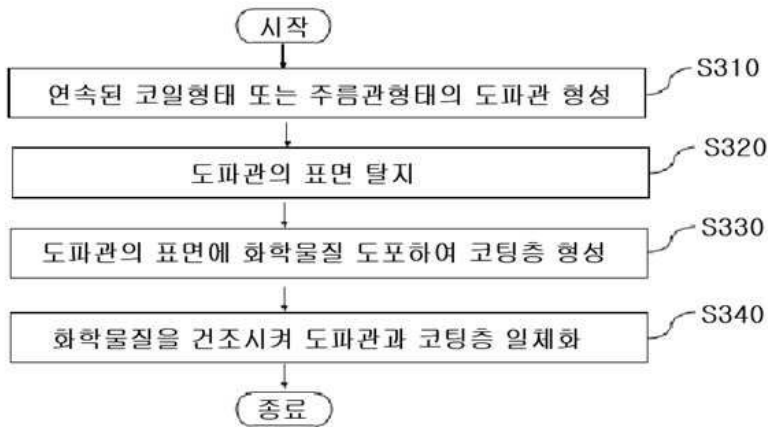 시작
연속된 코일형태 또는 주름관형태의 도파관 형성
S310
도파관의 표면 탈지
S320
도파관의 표면에 화학물질 도포하여 코팅층 형성
S330
화학물질을 건조시켜 도파관과 코팅층 일체화
S340
종료